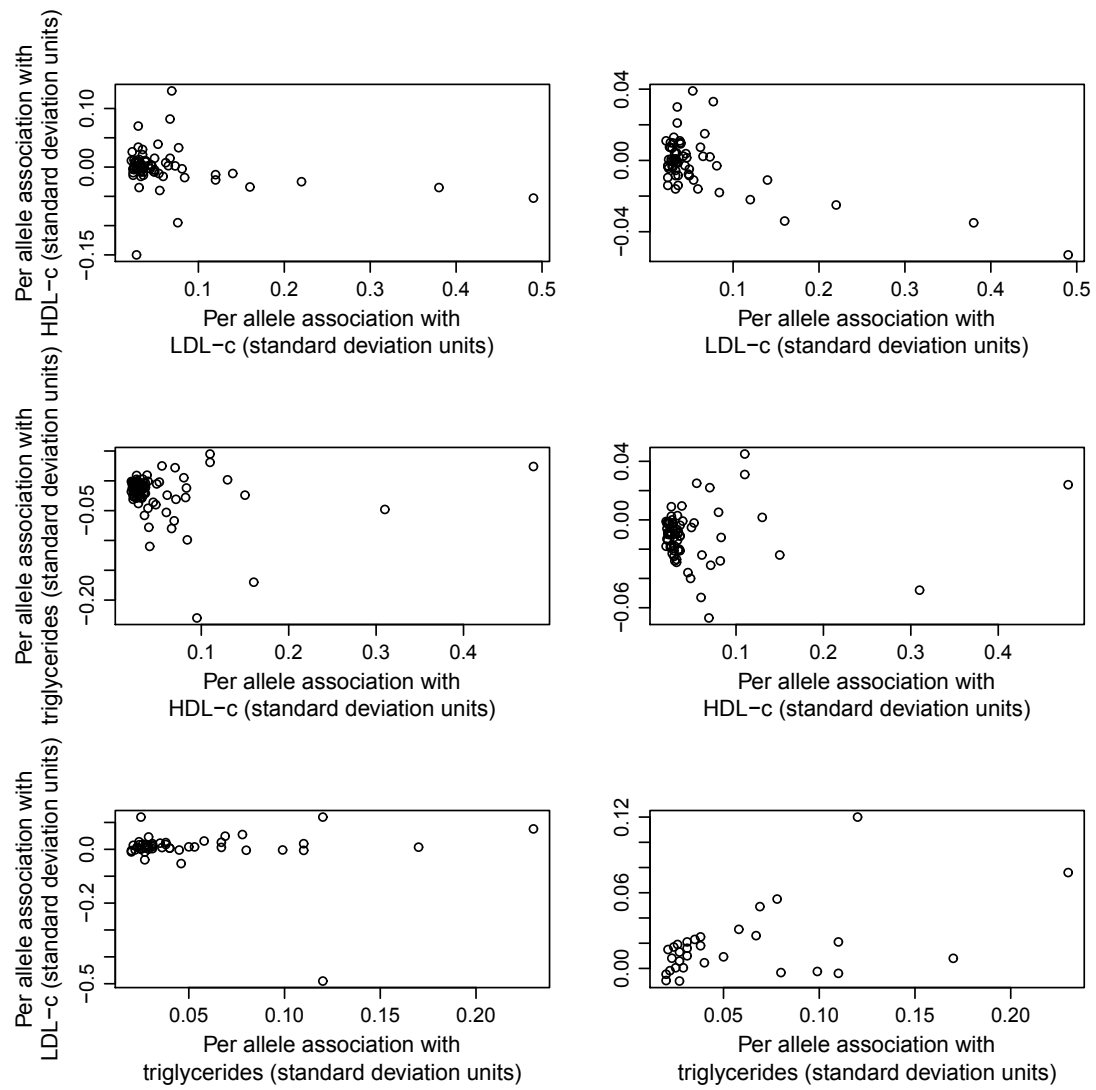 Per allele association with
HDL−c (standard deviation units)
0.10
0.00
−0.15
0.1 0.2 0.3 0.4 0.5
Per allele association with
LDL−c (standard deviation units)
0.04
0.00
−0.04
0.1 0.2 0.3 0.4 0.5
Per allele association with
LDL−c (standard deviation units)
Per allele association with
triglycerides (standard deviation units)
−0.05
−0.20
0.1 0.2 0.3 0.4
Per allele association with
HDL−c (standard deviation units)
0.04
0.00
−0.06
0.1 0.2 0.3 0.4
Per allele association with
HDL−c (standard deviation units)
Per allele association with
LDL−c (standard deviation units)
0.0
−0.2
−0.5
0.05 0.10 0.15 0.20
Per allele association with
triglycerides (standard deviation units)
0.12
0.06
0.00
0.05 0.10 0.15 0.20
Per allele association with
triglycerides (standard deviation units)